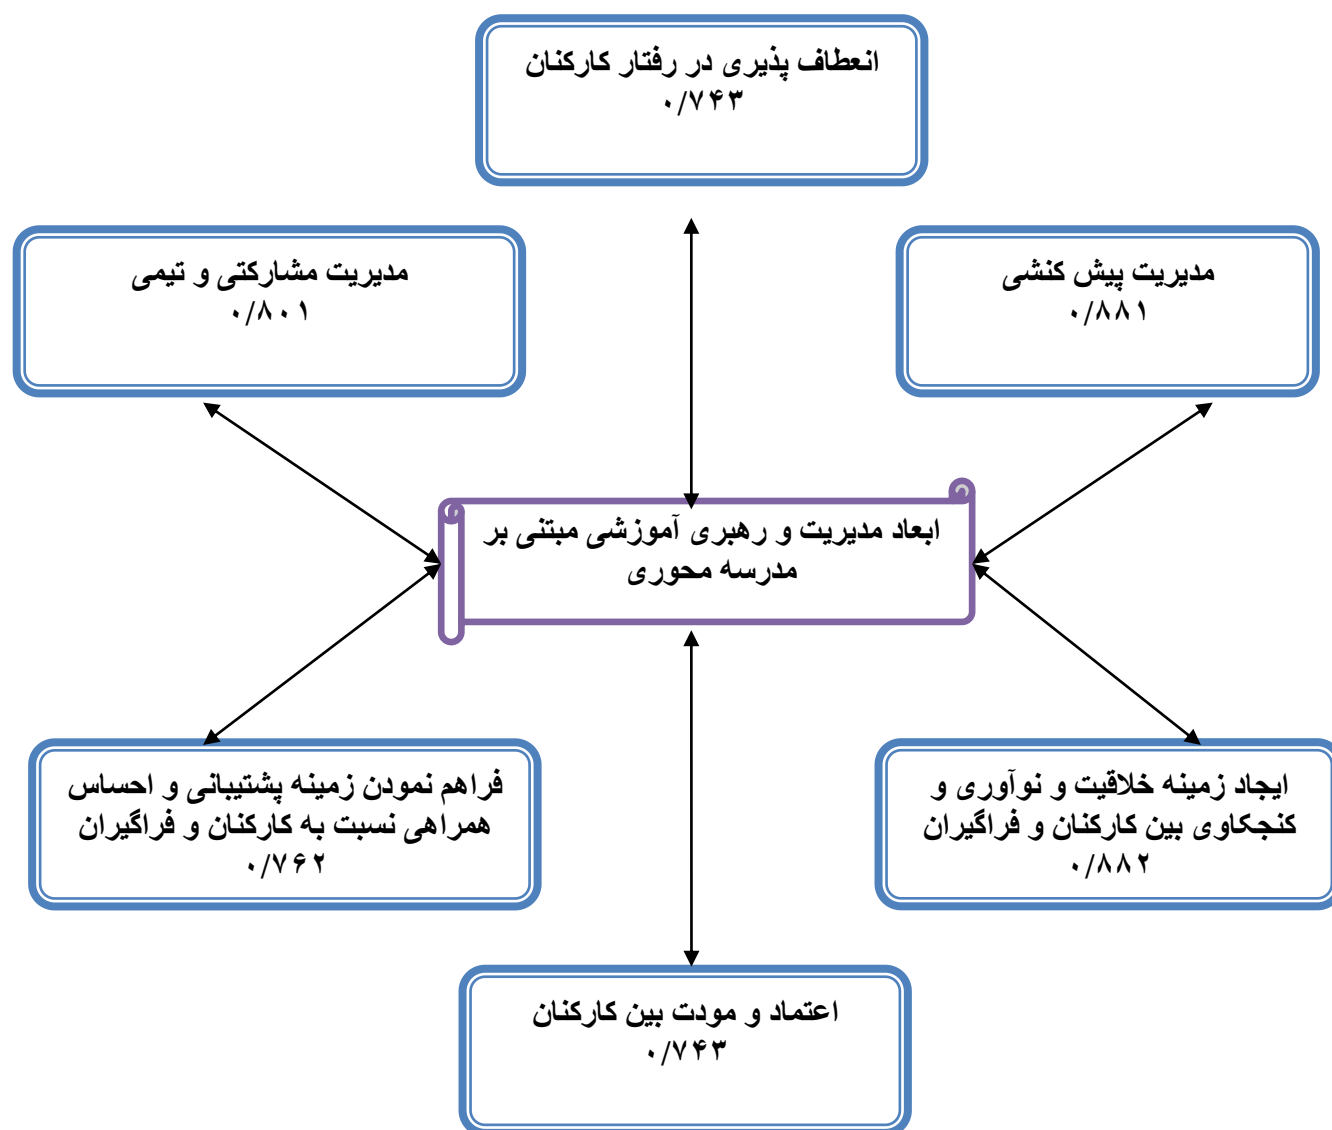 انعطاف پذیری در رفتار کارکنان
۰/۷۴۳
مدیریت پیش کنشی
۰/۸۸۱
مدیریت مشارکتی و تیمی
۰/۸۰۱
ابعاد مدیریت و رهبری آموزشی مبتنی بر
مدرسه محوری
ایجاد زمینه خلاقیت و نوآوری و
کنجکاوی بین کارکنان و فراگیران
۰/۸۸۲
فراهم نمودن زمینه پشتیبانی و احساس
همراهی نسبت به کارکنان و فراگیران
۰/۷۶۲
اعتماد و مودت بین کارکنان
۰/۷۴۳